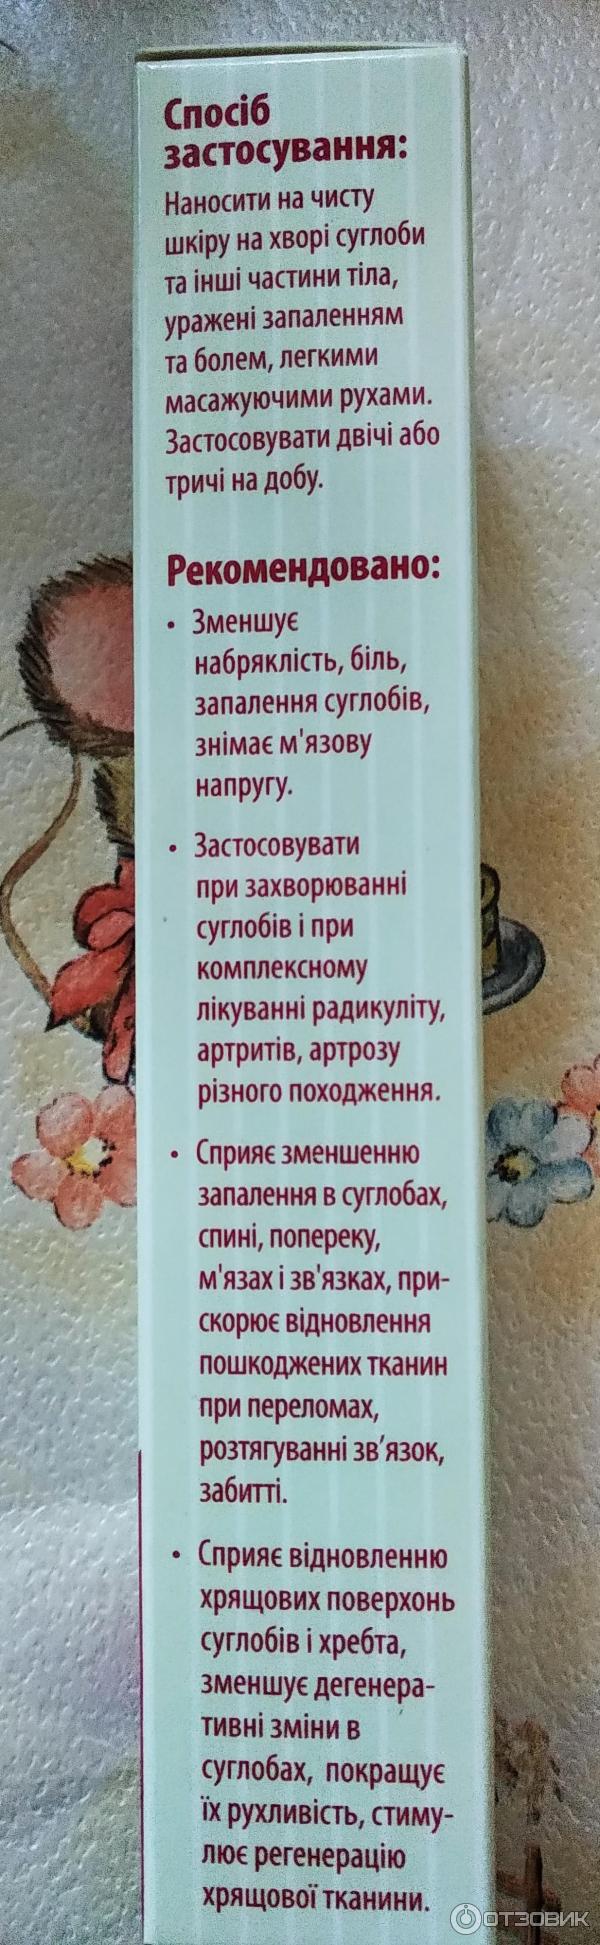 Спосіб
застосування:
Наносити на чисту
шкіру на хворі суглоби
та інші частини тіла,
уражені запаленням
та болем, легкими
масажуючими рухами.
Застосовувати двічі або
тричі на добу.
Рекомендовано:
• Зменшує
набряклість, біль,
запалення суглобів,
знімає м'язову
напругу.
• Застосовувати
при захворюванні
суглобів і при
комплексному
лікуванні радикуліту,
артритів, артрозу
різного походження.
• Сприяє зменшенню
запалення в суглобах,
спині, попереку,
м'язах і зв'язках, при-
скорює відновлення
пошкоджених тканин
при переломах,
розтягуванні зв’язок,
забитті.
• Сприяє відновленню
хрящових поверхонь
суглобів і хребта,
зменшує дегенера-
тивні зміни в
суглобах, покращує
їх рухливість, стиму-
лює регенерацію
хрящової тканини.
ОТЗОВИК